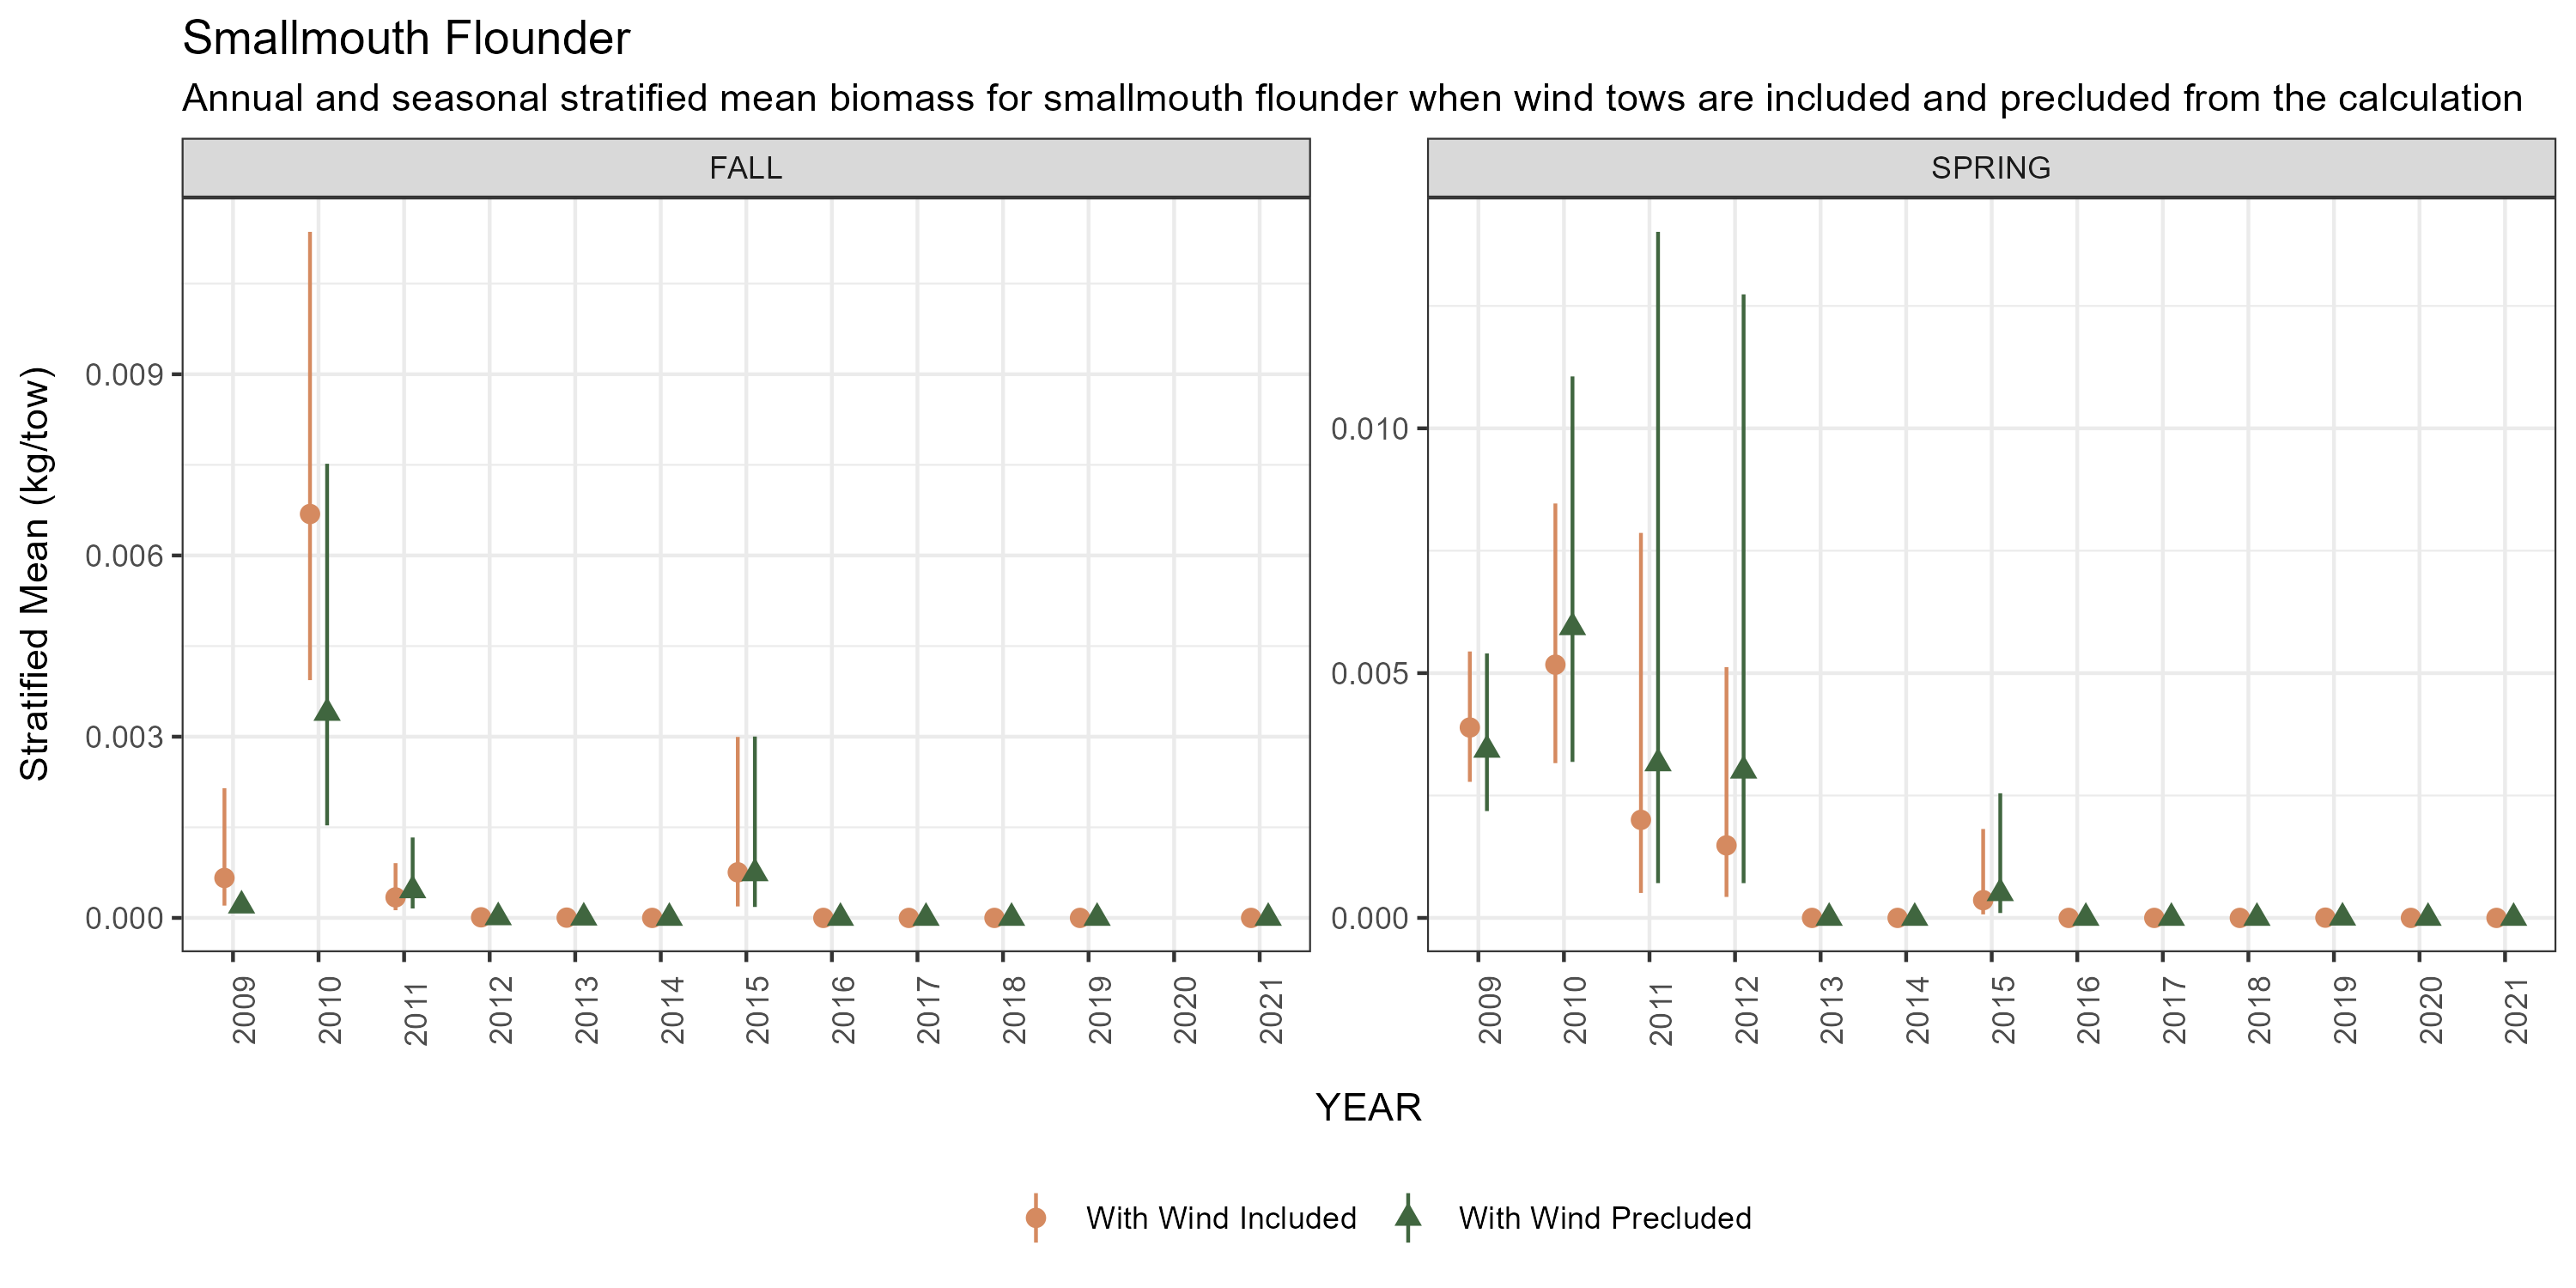 Smallmouth Flounder
Annual and seasonal stratified mean biomass for smallmouth flounder when wind tows are included and precluded from the calculation
FALL
SPRING
Stratified Mean (kg/tow)
0.009
0.006
0.003
0.000
0.010
0.005
0.000
2009 2010 2011 2012 2013 2014 2015 2016 2017 2018 2019 2020 2021
2009 2010 2011 2012 2013 2014 2015 2016 2017 2018 2019 2020 2021
YEAR
With Wind Included
With Wind Precluded